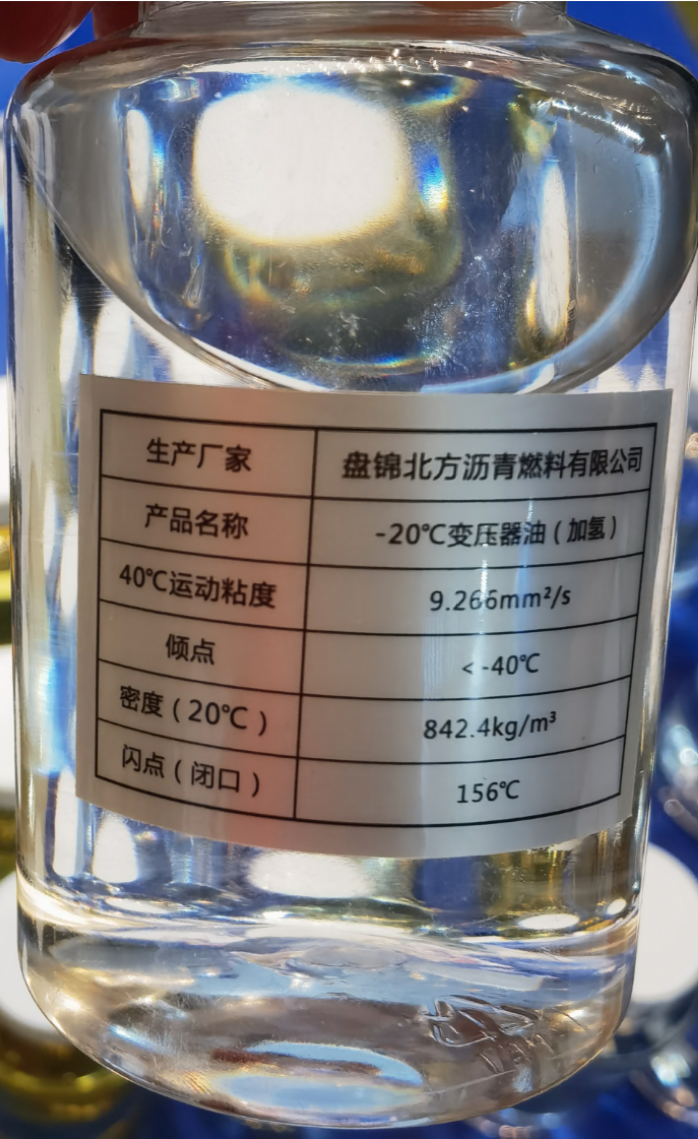 生产厂家 盘锦北方沥青燃料有限公司
产品名称 -20℃变压器油（加氢）
40℃运动粘度 9.266mm²/s
倾点 <-40℃
密度（20℃） 842.4kg/m³
闪点（闭口） 156℃